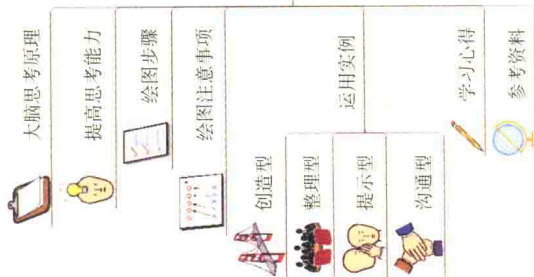 大脑思考原理
提高思考能力
绘图步骤
绘图注意事项
运用实例
创造型
整理型
提示型
沟通型
学习心得
参考资料